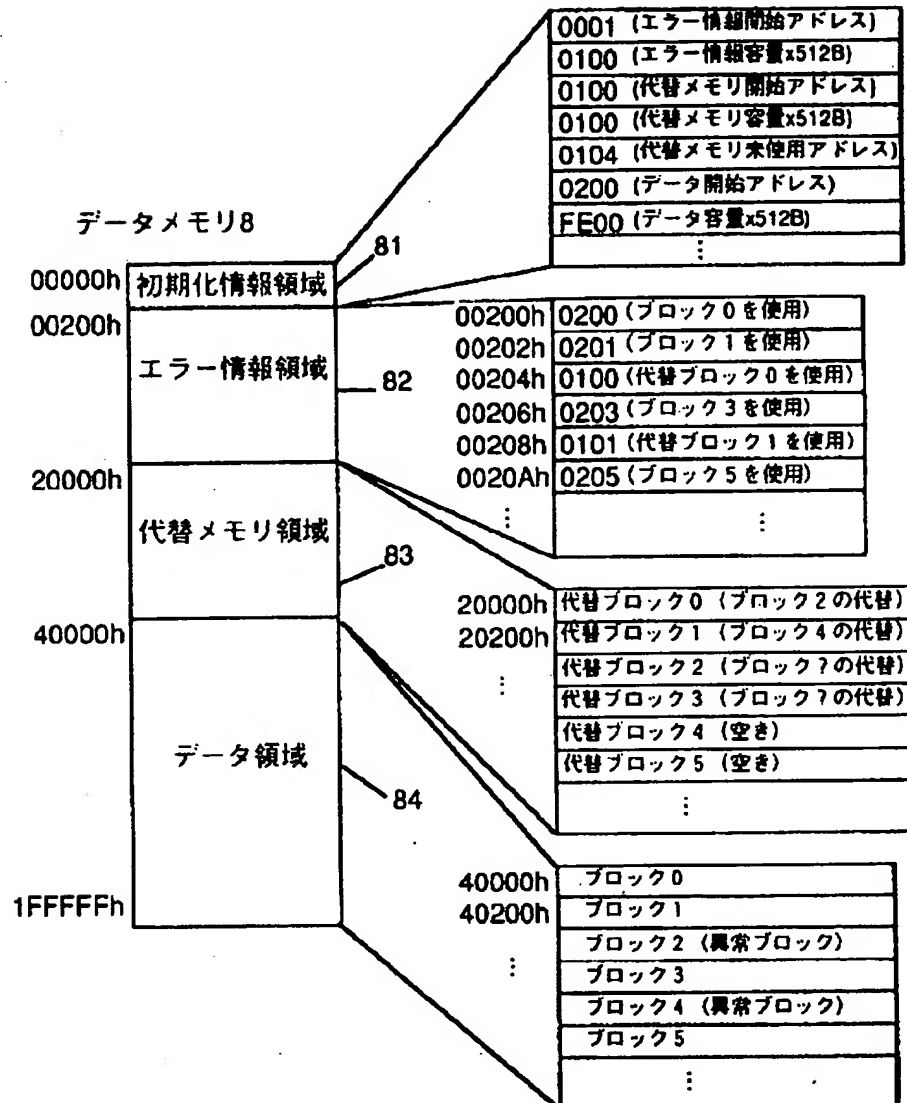 0001 (エラー情報開始アドレス)
0100 (エラー情報容量x512B)
0100 (代替メモリ開始アドレス)
0100 (代替メモリ容量x512B)
0104 (代替メモリ未使用アドレス)
0200 (データ開始アドレス)
FE00 (データ容量x512B)
⋮
データメモリ8
81
00000h 初期化情報領域
00200h
エラー情報領域
82
20000h
代替メモリ領域
83
40000h
データ領域
84
1FFFFFh
00200h 0200 (ブロック0を使用)
00202h 0201 (ブロック1を使用)
00204h 0100 (代替ブロック0を使用)
00206h 0203 (ブロック3を使用)
00208h 0101 (代替ブロック1を使用)
0020Ah 0205 (ブロック5を使用)
⋮ ⋮
20000h 代替ブロック0 (ブロック2の代替)
20200h 代替ブロック1 (ブロック4の代替)
代替ブロック2 (ブロック?の代替)
⋮ 代替ブロック3 (ブロック?の代替)
代替ブロック4 (空き)
代替ブロック5 (空き)
⋮
40000h ブロック0
40200h ブロック1
ブロック2 (異常ブロック)
⋮ ブロック3
ブロック4 (異常ブロック)
ブロック5
⋮